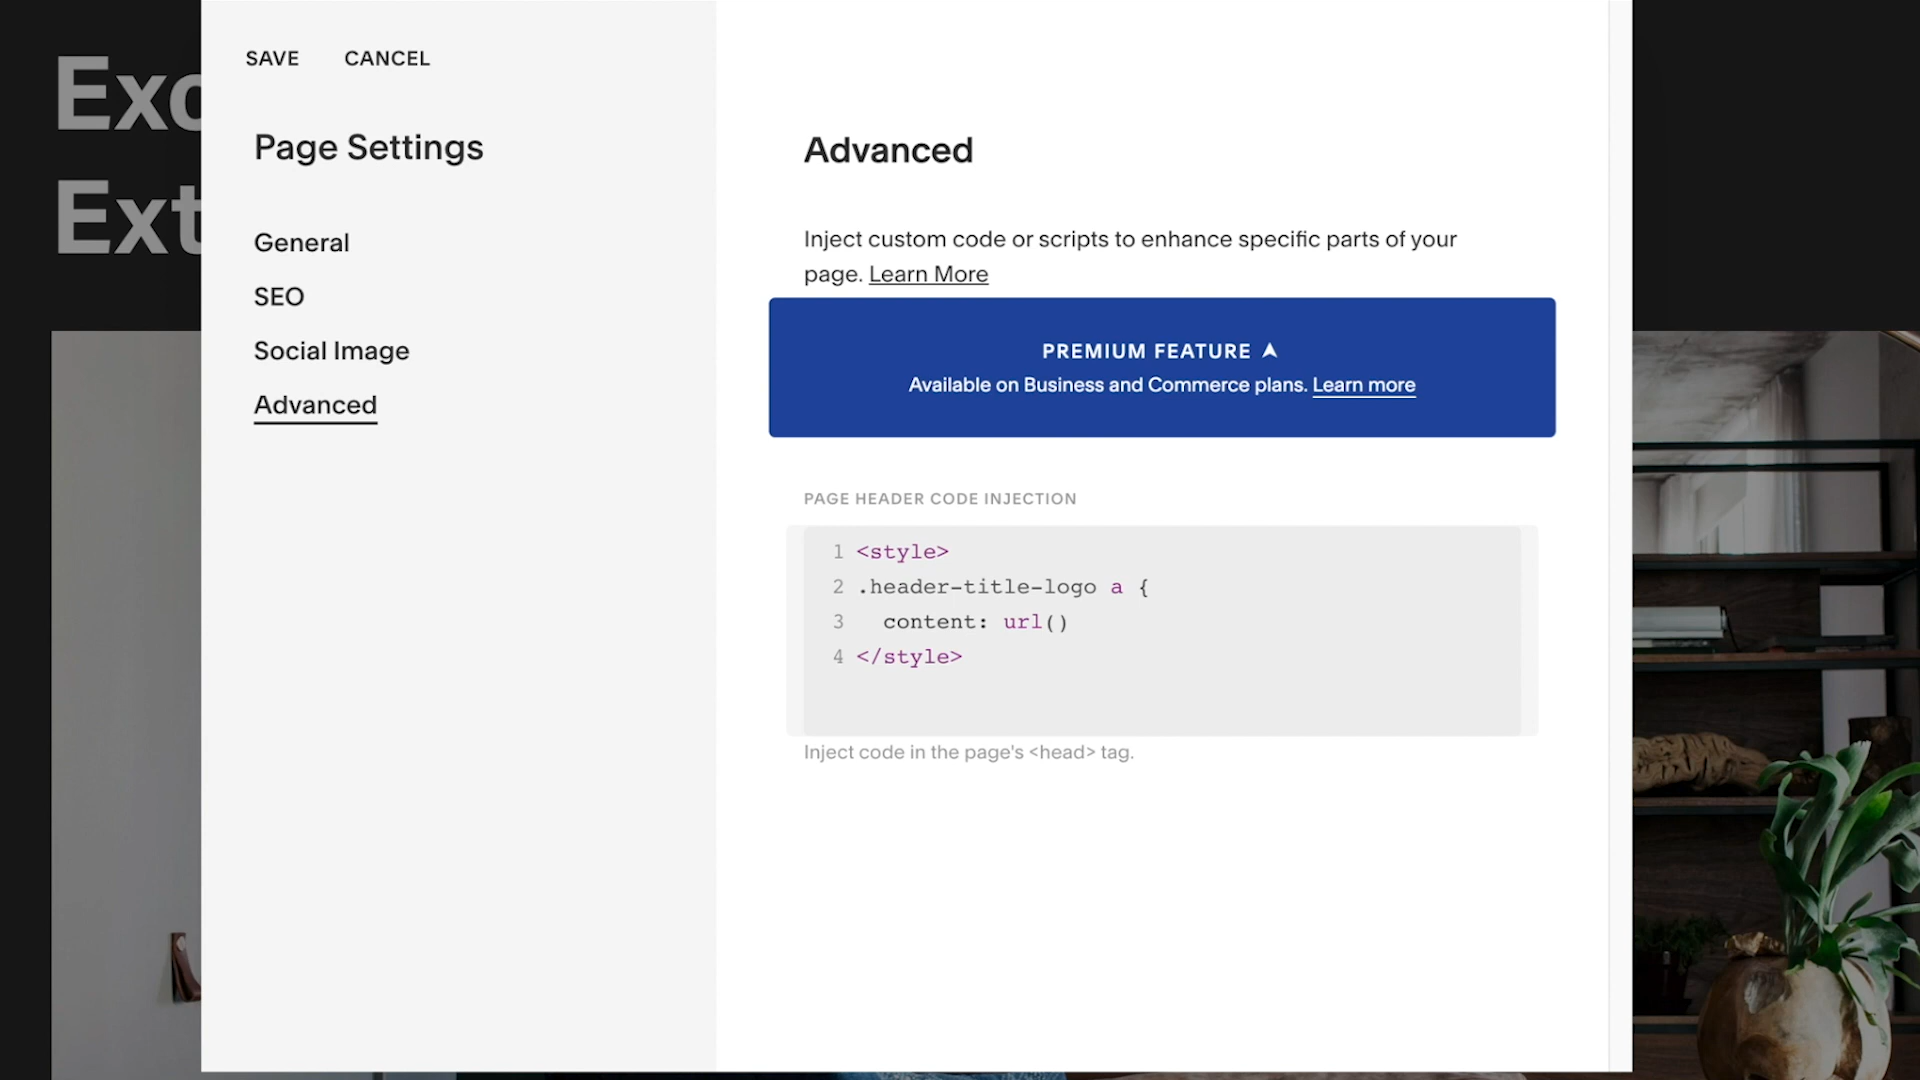 Exc
Ext
SAVE CANCEL
Page Settings
General
SEO
Social Image
Advanced
Advanced
Inject custom code or scripts to enhance specific parts of your
page. Learn More
PREMIUM FEATURE
Available on Business and Commerce plans. Learn more
PAGE HEADER CODE INJECTION
1 <style>
2 .header-title-logo a {
3 content: url()
4 </style>
Inject code in the page's <head> tag.